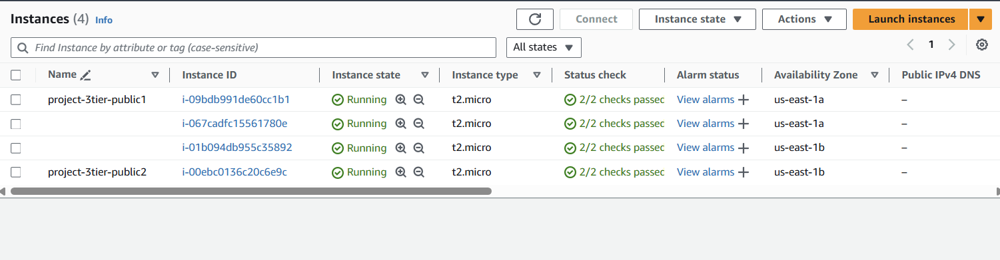 Instances (4) Info Connect Instance state Actions Launch instances
Find Instance by attribute or tag (case-sensitive) All states 1
Name Instance ID Instance state Instance type Status check Alarm status Availability Zone Public IPv4 DNS
project-3tier-public1 i-09bdb991de60cc1b1 Running t2.micro 2/2 checks passed View alarms + us-east-1a –
i-067cadfc15561780e Running t2.micro 2/2 checks passed View alarms + us-east-1a –
i-01b094db955c35892 Running t2.micro 2/2 checks passed View alarms + us-east-1b –
project-3tier-public2 i-00ebc0136c20c6e9c Running t2.micro 2/2 checks passed View alarms + us-east-1b –